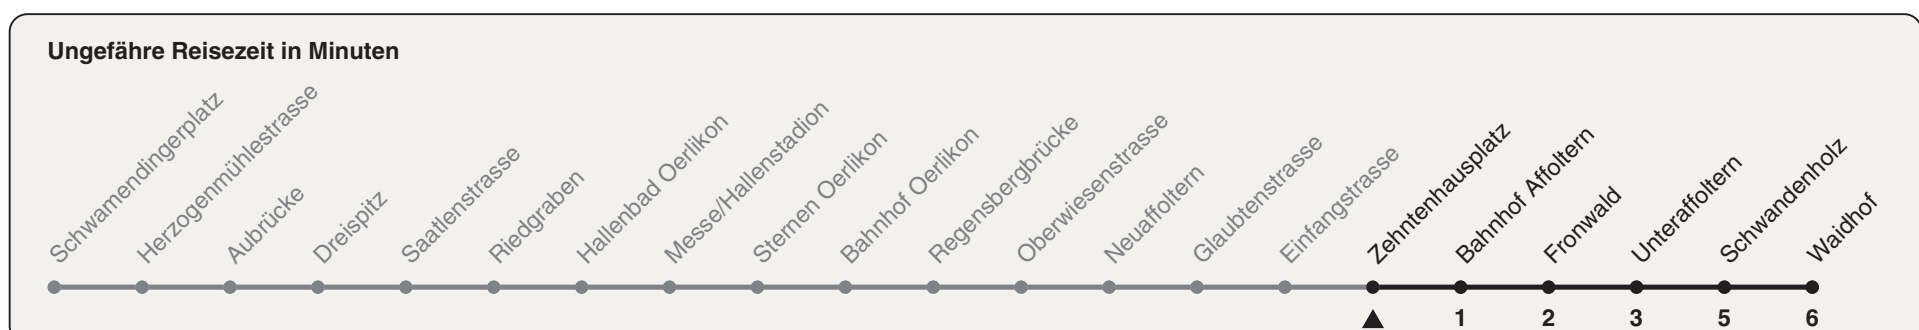 Ungefähre Reisezeit in Minuten
Schwamendingerplatz
Herzogenmühlestrasse
Aubrücke
Dreispitz
Saatlenstrasse
Riedgraben
Hallenbad Oerlikon
Messe/Hallenstadion
Sternen Oerlikon
Bahnhof Oerlikon
Regensbergbrücke
Oberwiesenstrasse
Neuaffoltern
Glaubtenstrasse
Einfangstrasse
Zehntenhausplatz
Bahnhof Affoltern
Fronwald
Unteraffoltern
Schwandenholz
Waidhof
1 2 3 5 6